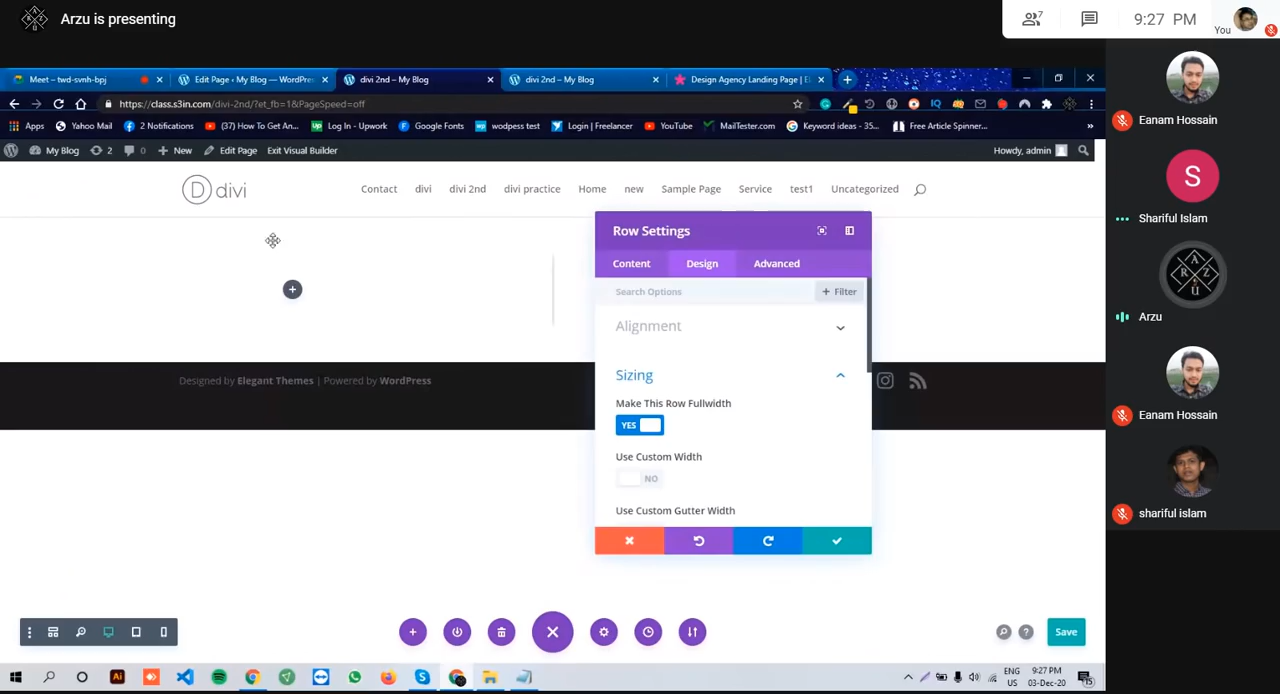 Arzu is presenting
7
9:27 PM
You
Meet – twd-svnh-bpj
Edit Page ‹ My Blog — WordPre
divi 2nd – My Blog
divi 2nd – My Blog
Design Agency Landing Page | E
https://class.s3in.com/divi-2nd/?et_fb=1&PageSpeed=off
Apps
Yahoo Mail
2 Notifications
(37) How To Get An...
Log In - Upwork
Google Fonts
wodpess test
Login | Freelancer
YouTube
MailTester.com
Keyword ideas - 35...
Free Article Spinner...
»
My Blog
2
0
New
Edit Page
Exit Visual Builder
Howdy, admin
D divi
Contact
divi
divi 2nd
divi practice
Home
new
Sample Page
Service
test1
Uncategorized
Row Settings
Content
Design
Advanced
Search Options
+ Filter
Alignment
Sizing
Make This Row Fullwidth
YES
Use Custom Width
NO
Use Custom Gutter Width
Designed by Elegant Themes | Powered by WordPress
Save
ENG
US
9:27 PM
03-Dec-20
15
Eanam Hossain
S
Shariful Islam
A
R Z
U
Arzu
Eanam Hossain
shariful islam